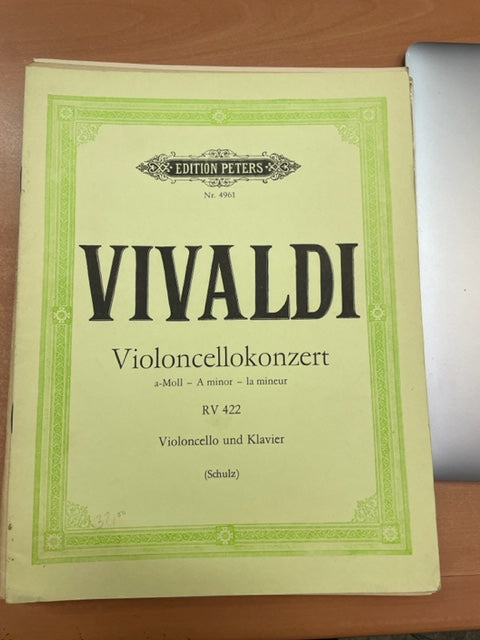 EDITION PETERS
Nr. 4961
VIVALDI
Violoncellokonzert
a-Moll – A minor – la mineur
RV 422
Violoncello und Klavier
(Schulz)